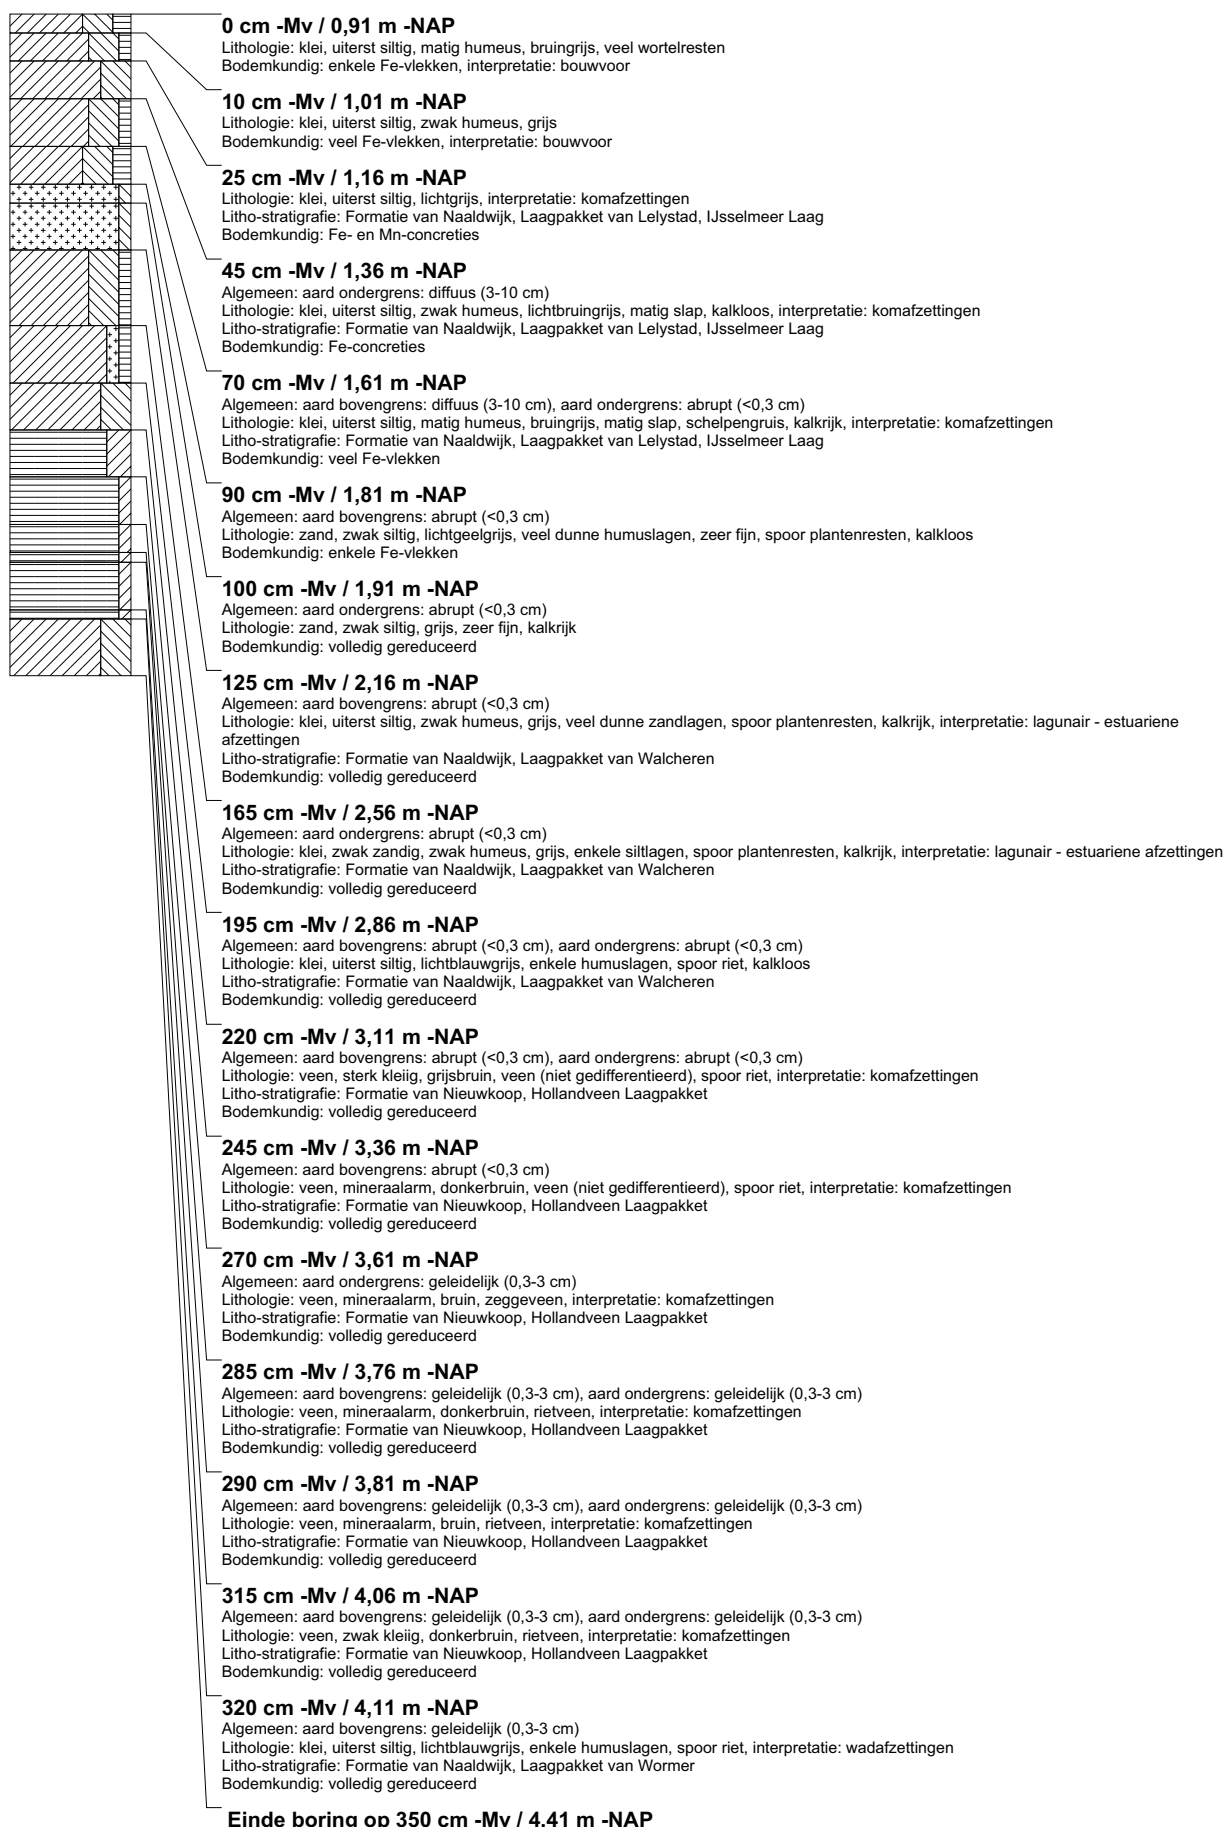 0 cm -Mv / 0,91 m -NAP
Lithologie: klei, uiterst siltig, matig humeus, bruingrijs, veel wortelresten
Bodemkundig: enkele Fe-vlekken, interpretatie: bouwvoor
10 cm -Mv / 1,01 m -NAP
Lithologie: klei, uiterst siltig, zwak humeus, grijs
Bodemkundig: veel Fe-vlekken, interpretatie: bouwvoor
25 cm -Mv / 1,16 m -NAP
Lithologie: klei, uiterst siltig, lichtgrijs, interpretatie: komafzettingen
Litho-stratigrafie: Formatie van Naaldwijk, Laagpakket van Lelystad, IJsselmeer Laag
Bodemkundig: Fe- en Mn-concreties
45 cm -Mv / 1,36 m -NAP
Algemeen: aard ondergrens: diffuus (3-10 cm)
Lithologie: klei, uiterst siltig, zwak humeus, lichtbruingrijs, matig slap, kalkloos, interpretatie: komafzettingen
Litho-stratigrafie: Formatie van Naaldwijk, Laagpakket van Lelystad, IJsselmeer Laag
Bodemkundig: Fe-concreties
70 cm -Mv / 1,61 m -NAP
Algemeen: aard bovengrens: diffuus (3-10 cm), aard ondergrens: abrupt (<0,3 cm)
Lithologie: klei, uiterst siltig, matig humeus, bruingrijs, matig slap, schelpengruis, kalkrijk, interpretatie: komafzettingen
Litho-stratigrafie: Formatie van Naaldwijk, Laagpakket van Lelystad, IJsselmeer Laag
Bodemkundig: veel Fe-vlekken
90 cm -Mv / 1,81 m -NAP
Algemeen: aard bovengrens: abrupt (<0,3 cm)
Lithologie: zand, zwak siltig, lichtgeelgrijs, veel dunne humuslagen, zeer fijn, spoor plantenresten, kalkloos
Bodemkundig: enkele Fe-vlekken
100 cm -Mv / 1,91 m -NAP
Algemeen: aard ondergrens: abrupt (<0,3 cm)
Lithologie: zand, zwak siltig, grijs, zeer fijn, kalkrijk
Bodemkundig: volledig gereduceerd
125 cm -Mv / 2,16 m -NAP
Algemeen: aard bovengrens: abrupt (<0,3 cm)
Lithologie: klei, uiterst siltig, zwak humeus, grijs, veel dunne zandlagen, spoor plantenresten, kalkrijk, interpretatie: lagunair - estuariene
afzettingen
Litho-stratigrafie: Formatie van Naaldwijk, Laagpakket van Walcheren
Bodemkundig: volledig gereduceerd
165 cm -Mv / 2,56 m -NAP
Algemeen: aard ondergrens: abrupt (<0,3 cm)
Lithologie: klei, zwak zandig, zwak humeus, grijs, enkele siltlagen, spoor plantenresten, kalkrijk, interpretatie: lagunair - estuariene afzettingen
Litho-stratigrafie: Formatie van Naaldwijk, Laagpakket van Walcheren
Bodemkundig: volledig gereduceerd
195 cm -Mv / 2,86 m -NAP
Algemeen: aard bovengrens: abrupt (<0,3 cm), aard ondergrens: abrupt (<0,3 cm)
Lithologie: klei, uiterst siltig, lichtblauwgrijs, enkele humuslagen, spoor riet, kalkloos
Litho-stratigrafie: Formatie van Naaldwijk, Laagpakket van Walcheren
Bodemkundig: volledig gereduceerd
220 cm -Mv / 3,11 m -NAP
Algemeen: aard bovengrens: abrupt (<0,3 cm), aard ondergrens: abrupt (<0,3 cm)
Lithologie: veen, sterk kleiig, grijsbruin, veen (niet gedifferentieerd), spoor riet, interpretatie: komafzettingen
Litho-stratigrafie: Formatie van Nieuwkoop, Hollandveen Laagpakket
Bodemkundig: volledig gereduceerd
245 cm -Mv / 3,36 m -NAP
Algemeen: aard bovengrens: abrupt (<0,3 cm)
Lithologie: veen, mineraalarm, donkerbruin, veen (niet gedifferentieerd), spoor riet, interpretatie: komafzettingen
Litho-stratigrafie: Formatie van Nieuwkoop, Hollandveen Laagpakket
Bodemkundig: volledig gereduceerd
270 cm -Mv / 3,61 m -NAP
Algemeen: aard ondergrens: geleidelijk (0,3-3 cm)
Lithologie: veen, mineraalarm, bruin, zeggeveen, interpretatie: komafzettingen
Litho-stratigrafie: Formatie van Nieuwkoop, Hollandveen Laagpakket
Bodemkundig: volledig gereduceerd
285 cm -Mv / 3,76 m -NAP
Algemeen: aard bovengrens: geleidelijk (0,3-3 cm), aard ondergrens: geleidelijk (0,3-3 cm)
Lithologie: veen, mineraalarm, donkerbruin, rietveen, interpretatie: komafzettingen
Litho-stratigrafie: Formatie van Nieuwkoop, Hollandveen Laagpakket
Bodemkundig: volledig gereduceerd
290 cm -Mv / 3,81 m -NAP
Algemeen: aard bovengrens: geleidelijk (0,3-3 cm), aard ondergrens: geleidelijk (0,3-3 cm)
Lithologie: veen, mineraalarm, bruin, rietveen, interpretatie: komafzettingen
Litho-stratigrafie: Formatie van Nieuwkoop, Hollandveen Laagpakket
Bodemkundig: volledig gereduceerd
315 cm -Mv / 4,06 m -NAP
Algemeen: aard bovengrens: geleidelijk (0,3-3 cm), aard ondergrens: geleidelijk (0,3-3 cm)
Lithologie: veen, zwak kleiig, donkerbruin, rietveen, interpretatie: komafzettingen
Litho-stratigrafie: Formatie van Nieuwkoop, Hollandveen Laagpakket
Bodemkundig: volledig gereduceerd
320 cm -Mv / 4,11 m -NAP
Algemeen: aard bovengrens: geleidelijk (0,3-3 cm)
Lithologie: klei, uiterst siltig, lichtblauwgrijs, enkele humuslagen, spoor riet, interpretatie: wadafzettingen
Litho-stratigrafie: Formatie van Naaldwijk, Laagpakket van Wormer
Bodemkundig: volledig gereduceerd
Einde boring op 350 cm -Mv / 4,41 m -NAP